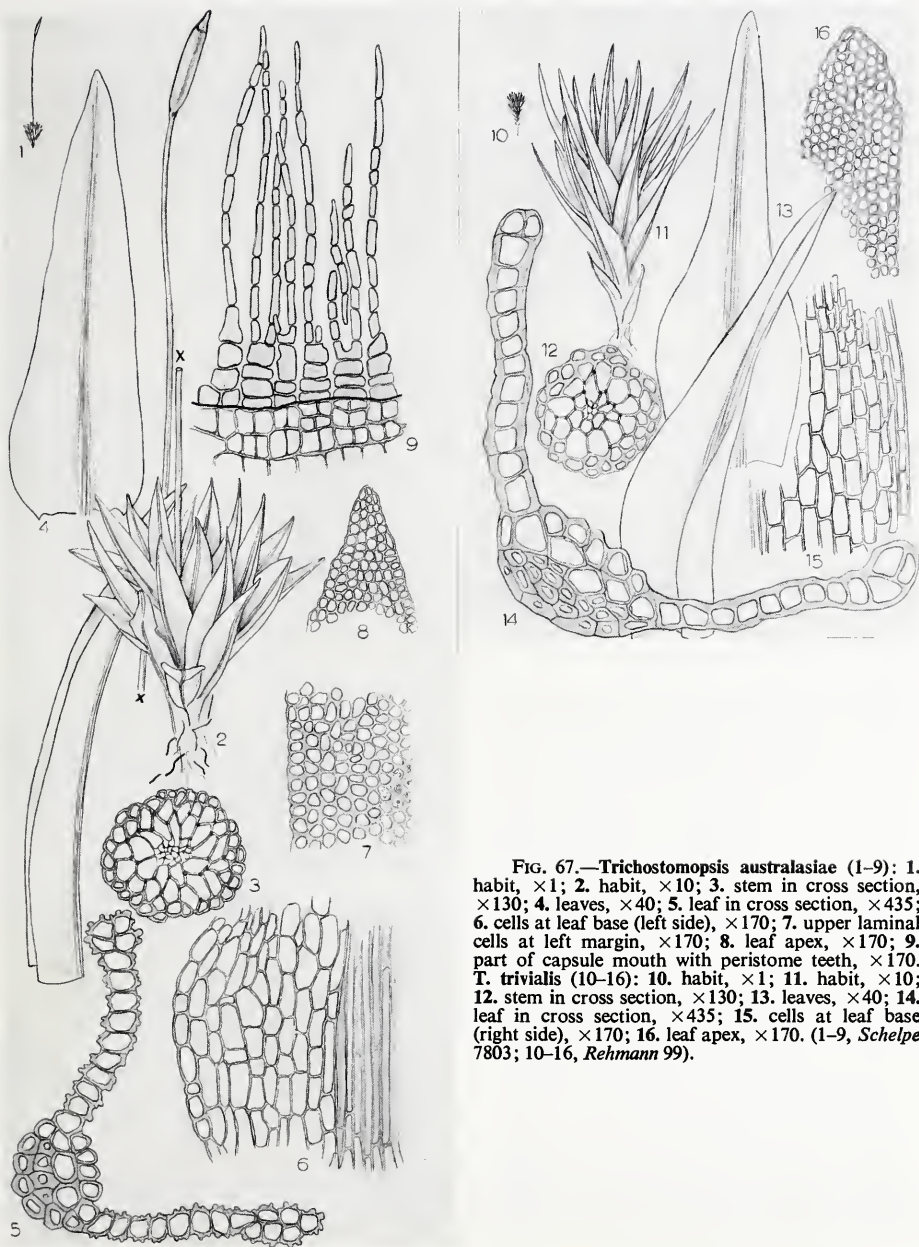 1
4
x
9
x
2
8
7
3
6
5
10
11
16
13
12
15
14
FIG. 67.—Trichostomopsis australasiae (1–9): 1.
habit, ×1; 2. habit, ×10; 3. stem in cross section,
×130; 4. leaves, ×40; 5. leaf in cross section, ×435;
6. cells at leaf base (left side), ×170; 7. upper laminal
cells at left margin, ×170; 8. leaf apex, ×170; 9.
part of capsule mouth with peristome teeth, ×170.
T. trivialis (10–16): 10. habit, ×1; 11. habit, ×10;
12. stem in cross section, ×130; 13. leaves, ×40; 14.
leaf in cross section, ×435; 15. cells at leaf base
(right side), ×170; 16. leaf apex, ×170. (1–9, Schelpe
7803; 10–16, Rehmann 99).